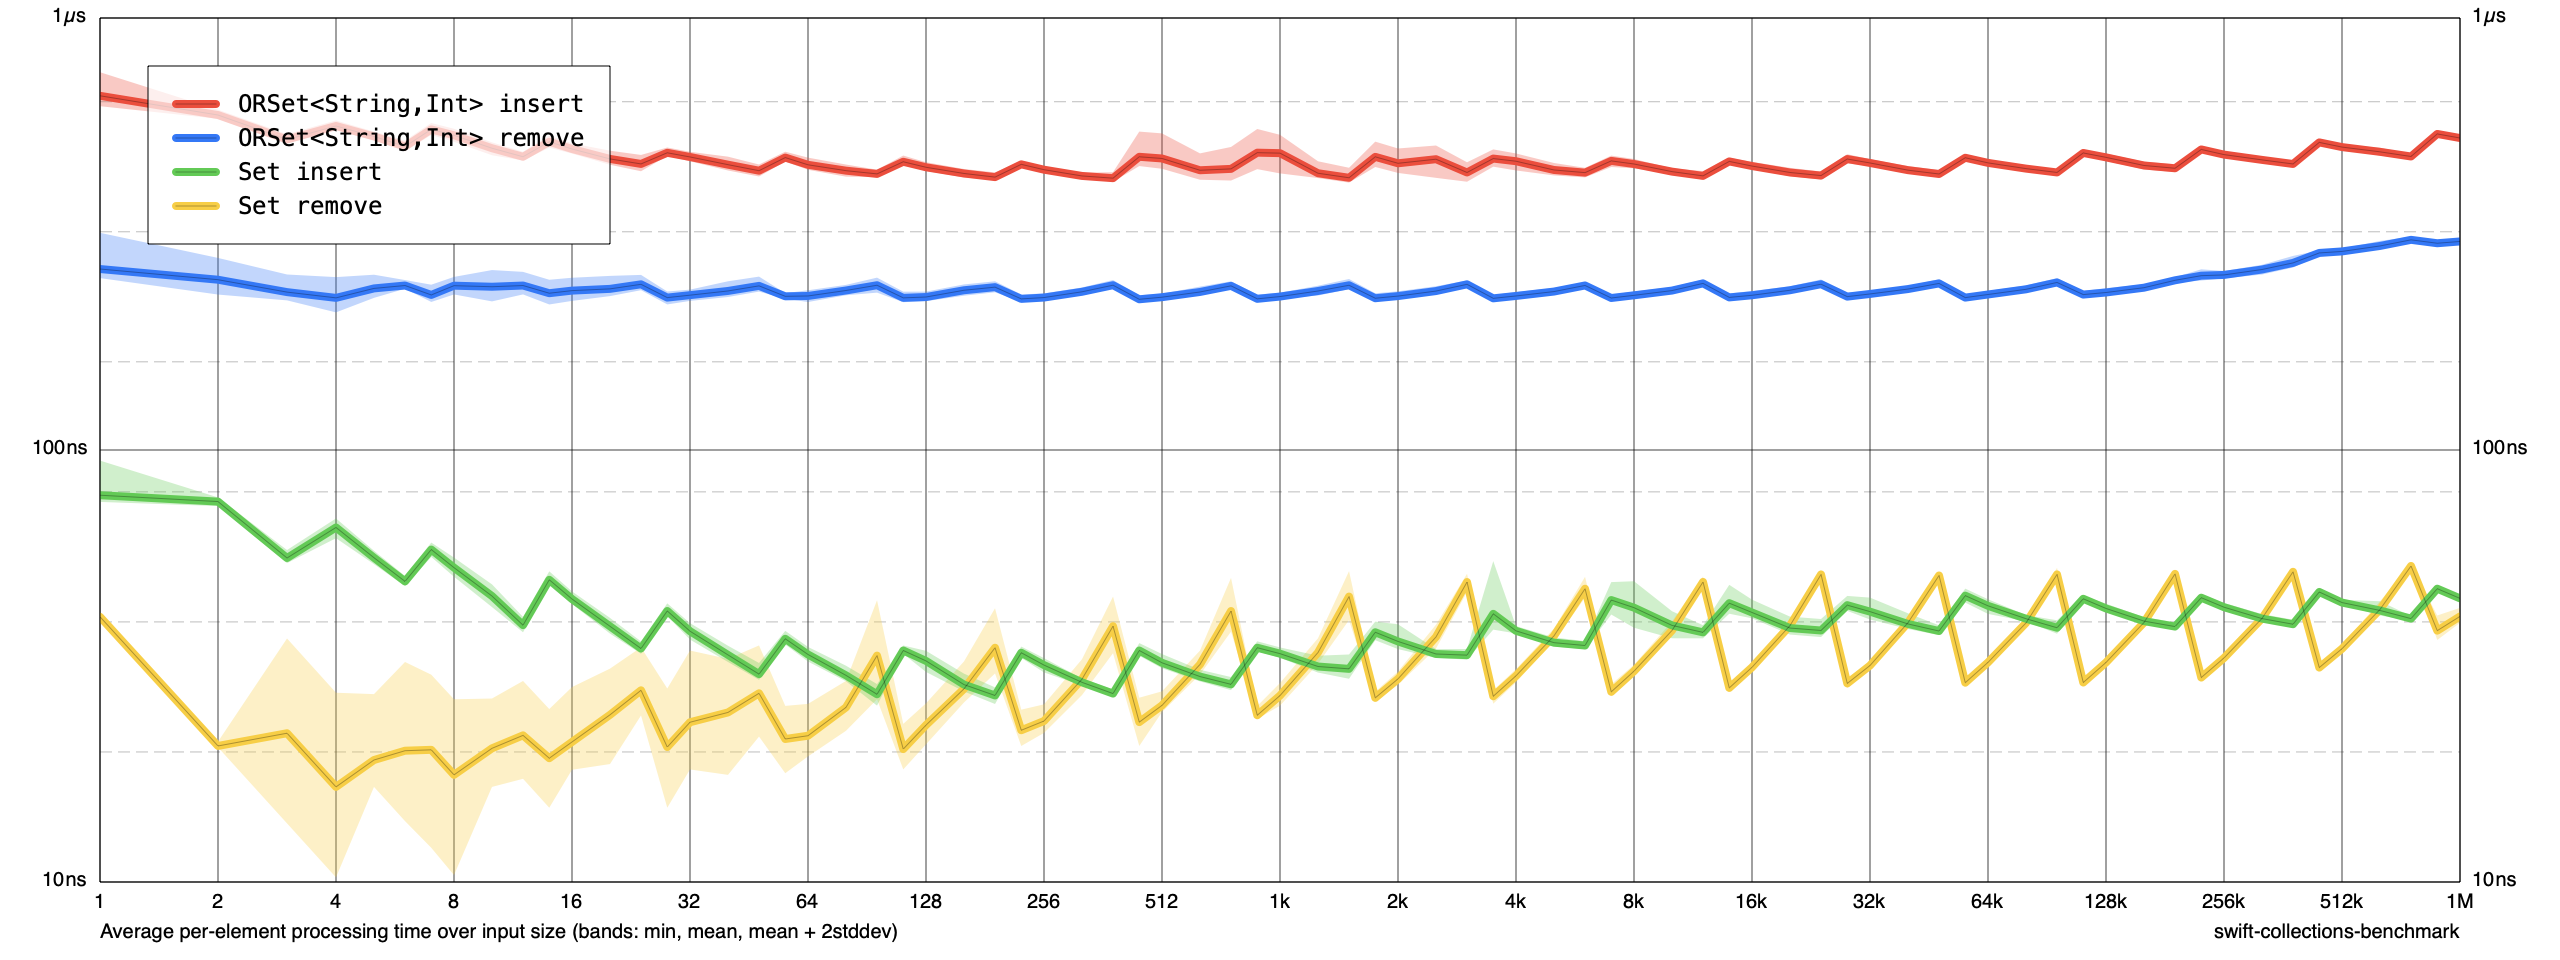 1µs
1µs
ORSet<String,Int> insert
ORSet<String,Int> remove
Set insert
Set remove
100ns
100ns
10ns
10ns
1 2 4 8 16 32 64 128 256 512 1k 2k 4k 8k 16k 32k 64k 128k 256k 512k 1M
Average per-element processing time over input size (bands: min, mean, mean + 2stddev)
swift-collections-benchmark